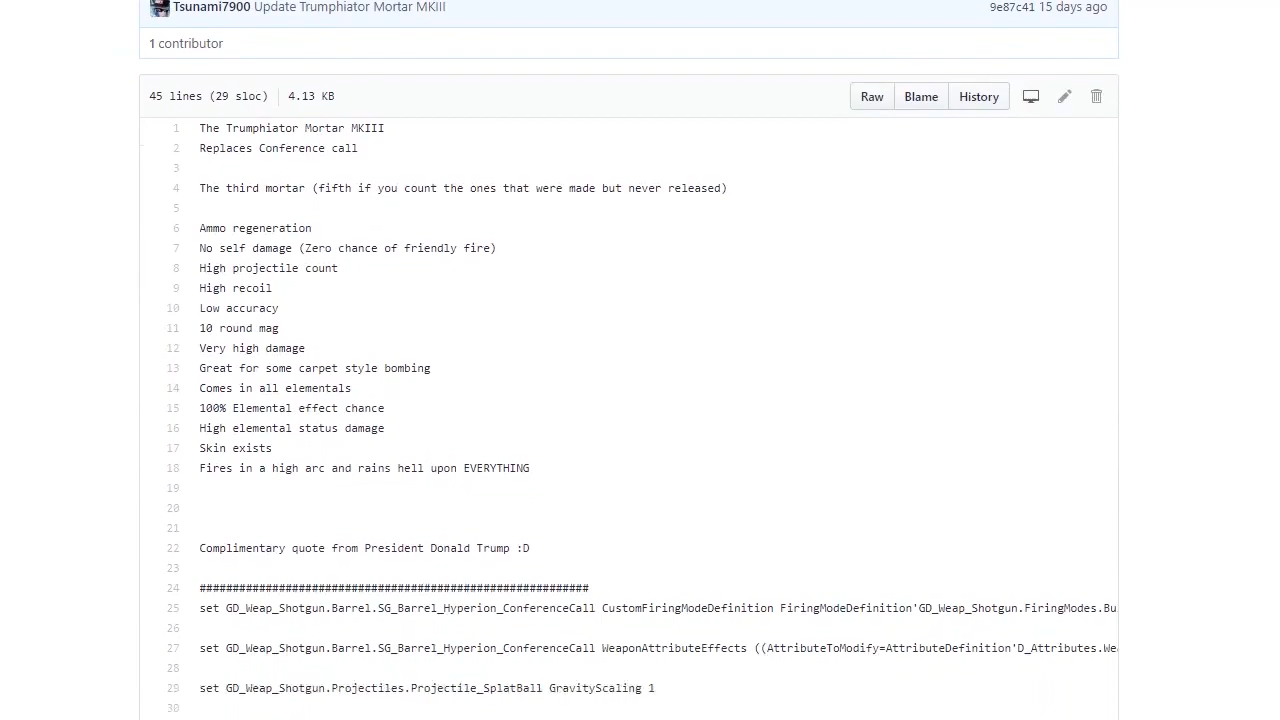 Tsunami7900 Update Trumphiator Mortar MKIII 9e87c41 15 days ago
1 contributor
45 lines (29 sloc) 4.13 KB Raw Blame History
1 The Trumphiator Mortar MKIII
2 Replaces Conference call
3
4 The third mortar (fifth if you count the ones that were made but never released)
5
6 Ammo regeneration
7 No self damage (Zero chance of friendly fire)
8 High projectile count
9 High recoil
10 Low accuracy
11 10 round mag
12 Very high damage
13 Great for some carpet style bombing
14 Comes in all elementals
15 100% Elemental effect chance
16 High elemental status damage
17 Skin exists
18 Fires in a high arc and rains hell upon EVERYTHING
19
20
21
22 Complimentary quote from President Donald Trump :D
23
24 ###########################################################
25 set GD_Weap_Shotgun.Barrel.SG_Barrel_Hyperion_ConferenceCall CustomFiringModeDefinition FiringModeDefinition'GD_Weap_Shotgun.FiringModes.Bu
26
27 set GD_Weap_Shotgun.Barrel.SG_Barrel_Hyperion_ConferenceCall WeaponAttributeEffects ((AttributeToModify=AttributeDefinition'D_Attributes.Wea
28
29 set GD_Weap_Shotgun.Projectiles.Projectile_SplatBall GravityScaling 1
30